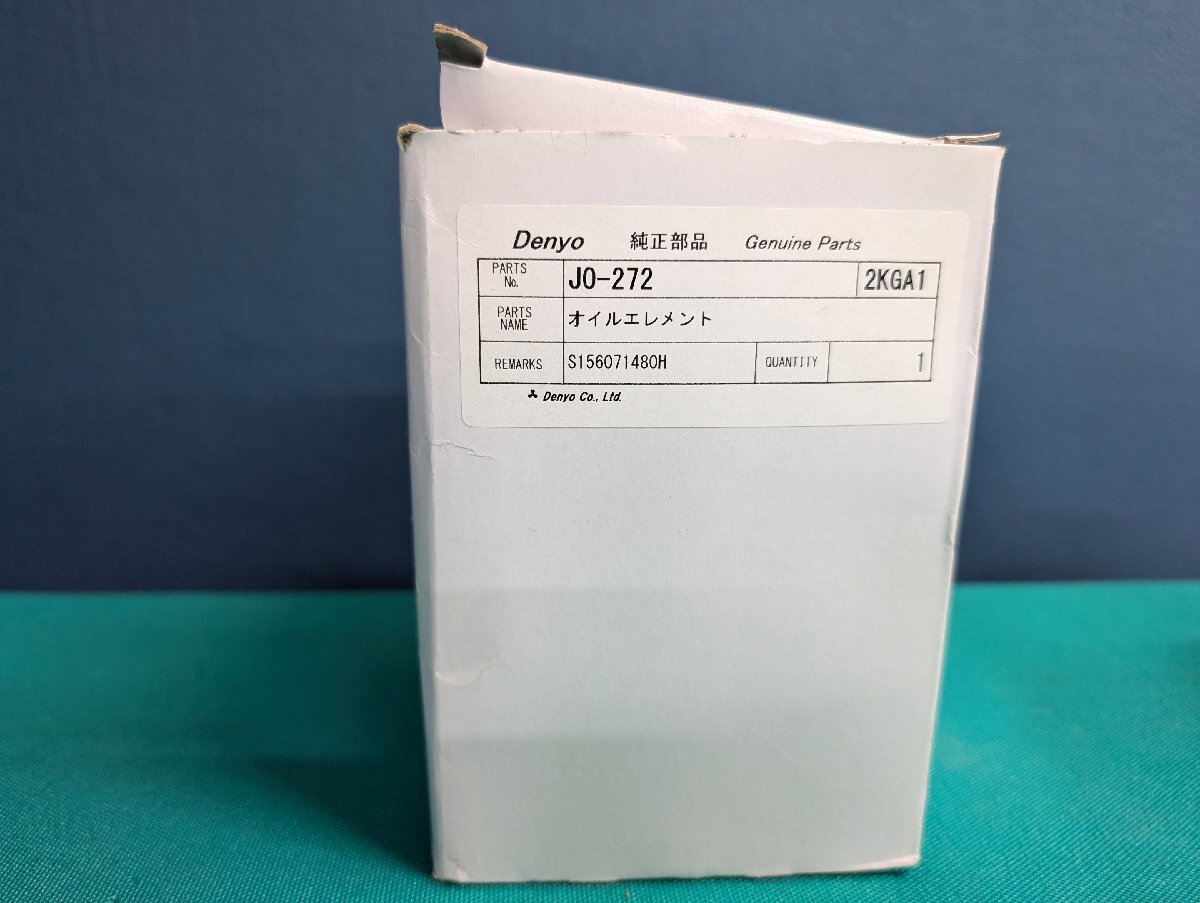 Denyo 純正部品 Genuine Parts
PARTS No. JO-272 2KGA1
PARTS NAME オイルエレメント
REMARKS S156071480H QUANTITY 1
Denyo Co., Ltd.